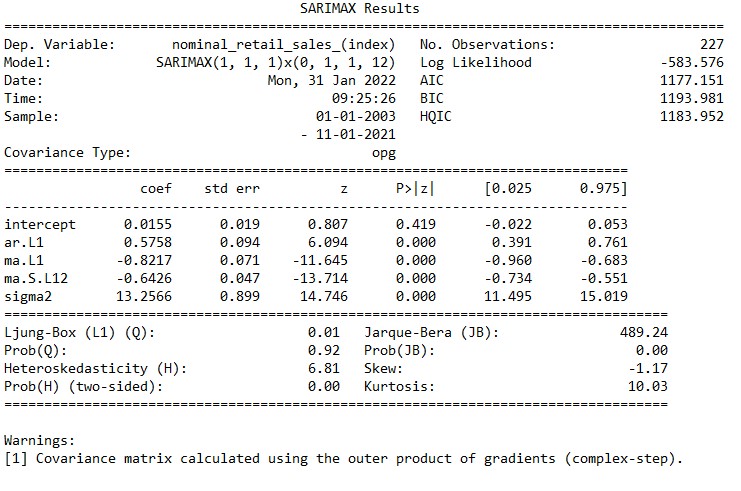 SARIMAX Results
==============================================================================================
Dep. Variable: nominal_retail_sales_(index) No. Observations: 227
Model: SARIMAX(1, 1, 1)x(0, 1, 1, 12) Log Likelihood -583.576
Date: Mon, 31 Jan 2022 AIC 1177.151
Time: 09:25:26 BIC 1193.981
Sample: 01-01-2003 HQIC 1183.952
- 11-01-2021
Covariance Type: opg
==============================================================================
coef std err z P>|z| [0.025 0.975]
------------------------------------------------------------------------------
intercept 0.0155 0.019 0.807 0.419 -0.022 0.053
ar.L1 0.5758 0.094 6.094 0.000 0.391 0.761
ma.L1 -0.8217 0.071 -11.645 0.000 -0.960 -0.683
ma.S.L12 -0.6426 0.047 -13.714 0.000 -0.734 -0.551
sigma2 13.2566 0.899 14.746 0.000 11.495 15.019
===================================================================================
Ljung-Box (L1) (Q): 0.01 Jarque-Bera (JB): 489.24
Prob(Q): 0.92 Prob(JB): 0.00
Heteroskedasticity (H): 6.81 Skew: -1.17
Prob(H) (two-sided): 0.00 Kurtosis: 10.03
===================================================================================
Warnings:
[1] Covariance matrix calculated using the outer product of gradients (complex-step).